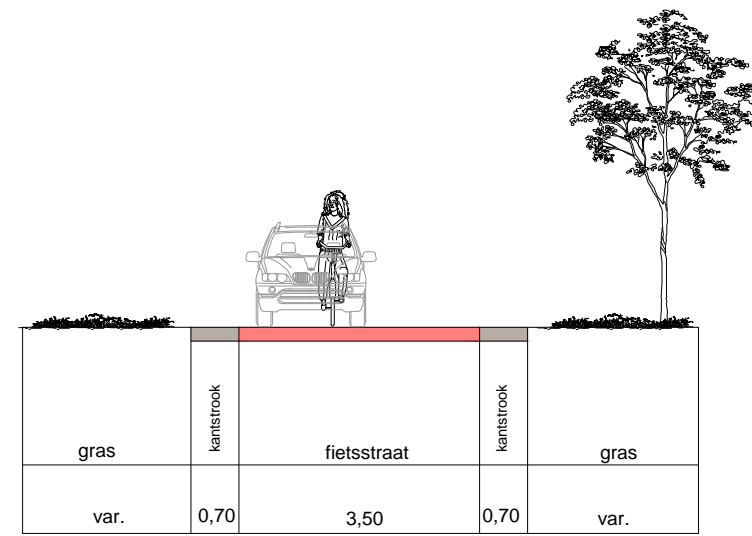 kantstrook
kantstrook
gras
fietsstraat
gras
var.
0,70
3,50
0,70
var.